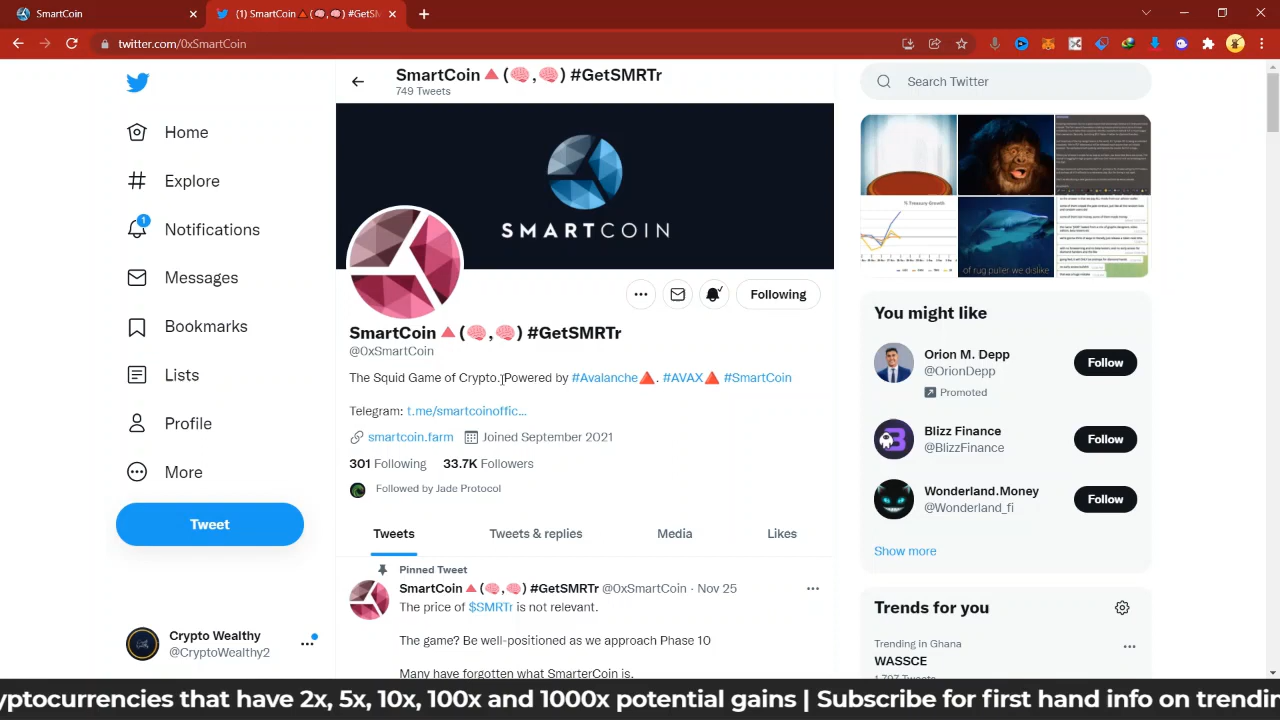 SmartCoin
(1) SmartCoin🔺(🧠,🧠) #GetSM
twitter.com/0xSmartCoin
SmartCoin🔺(🧠,🧠) #GetSMRTr
749 Tweets
Search Twitter
Home
Explore
1
Notifications
Messages
Bookmarks
Lists
Profile
More
Tweet
Crypto Wealthy
@CryptoWealthy2
SMARTCOIN
Following
SmartCoin🔺(🧠,🧠) #GetSMRTr
@0xSmartCoin
The Squid Game of Crypto. Powered by #Avalanche🔺. #AVAX🔺 #SmartCoin
Telegram: t.me/smartcoinoffic…
smartcoin.farm Joined September 2021
301 Following 33.7K Followers
Followed by Jade Protocol
Tweets Tweets & replies Media Likes
Pinned Tweet
SmartCoin🔺(🧠,🧠) #GetSMRTr @0xSmartCoin · Nov 25
The price of $SMRTr is not relevant.
The game? Be well-positioned as we approach Phase 10
Many have forgotten what SmarterCoin is.
% Treasury Growth
of rug puller we dislike
You might like
Orion M. Depp
@OrionDepp
Promoted
Follow
Blizz Finance
@BlizzFinance
Follow
Wonderland.Money
@Wonderland_fi
Follow
Show more
Trends for you
Trending in Ghana
WASSCE
1,797 Tweets
yptocurrencies that have 2x, 5x, 10x, 100x and 1000x potential gains | Subscribe for first hand info on trendin